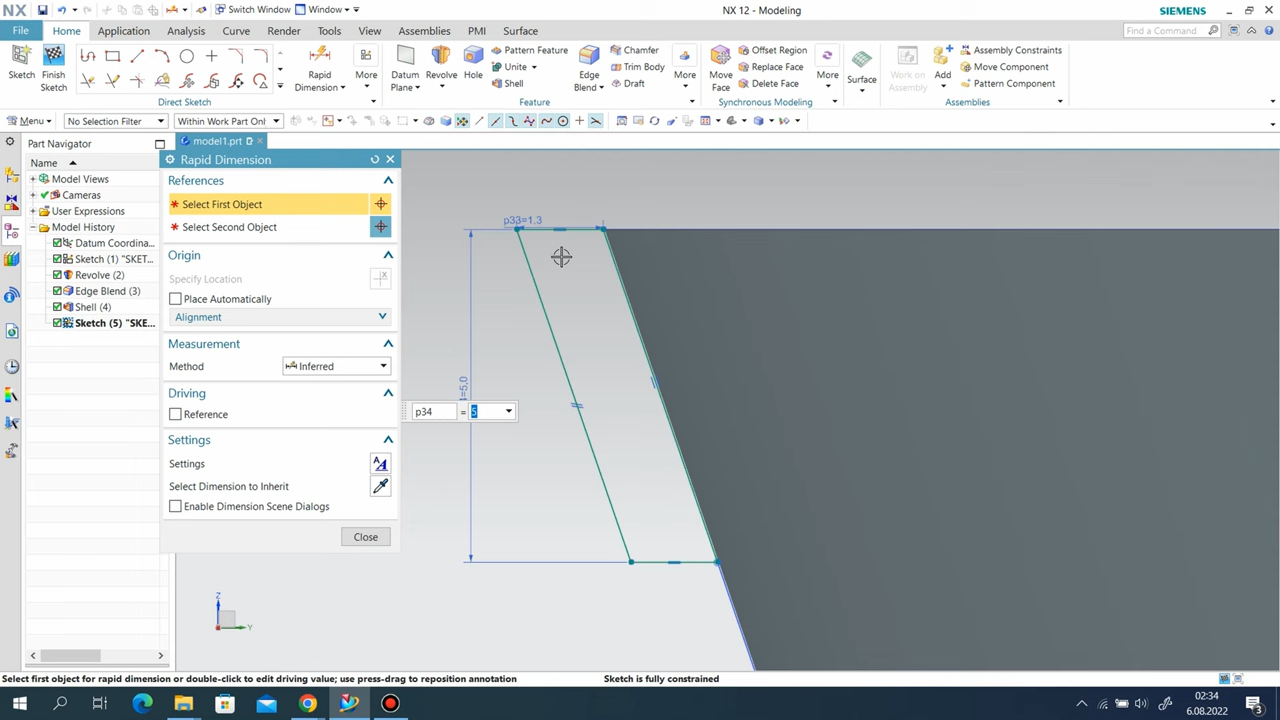 NX
Switch Window
Window
NX 12 - Modeling
SIEMENS
File
Home
Assembly Application
Analysis
Curve
Render
Tools
View
Assemblies
PMI
Surface
Find a Command
Sketch
Finish Sketch
Rapid Dimension
More
Direct Sketch
Datum Plane
Revolve
Hole
Pattern Feature
Unite
Shell
Edge Blend
Chamfer
Trim Body
Draft
More
Feature
Move Face
Offset Region
Replace Face
Delete Face
More
Synchronous Modeling
Surface
Work on Assembly
Add
Assembly Constraints
Move Component
Pattern Component
Assemblies
Menu
No Selection Filter
Within Work Part Onl
Part Navigator
model1.prt
Name
Model Views
Cameras
User Expressions
Model History
Datum Coordina...
Sketch (1) "SKET...
Revolve (2)
Edge Blend (3)
Shell (4)
Sketch (5) "SKE...
Rapid Dimension
References
* Select First Object
* Select Second Object
Origin
Specify Location
Place Automatically
Alignment
Measurement
Method
Inferred
Driving
Reference
Settings
Settings
Select Dimension to Inherit
Enable Dimension Scene Dialogs
Close
p33=1.3
=5,0
p34 = 5
Z
Y
Select first object for rapid dimension or double-click to edit driving value; use press-drag to reposition annotation
Sketch is fully constrained
02:34
6.08.2022
3